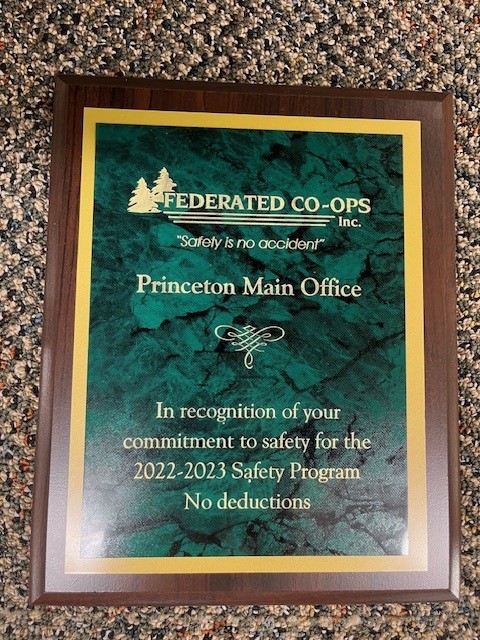 FEDERATED CO-OPS
Inc.
"Safety is no accident"
Princeton Main Office
In recognition of your
commitment to safety for the
2022-2023 Safety Program
No deductions